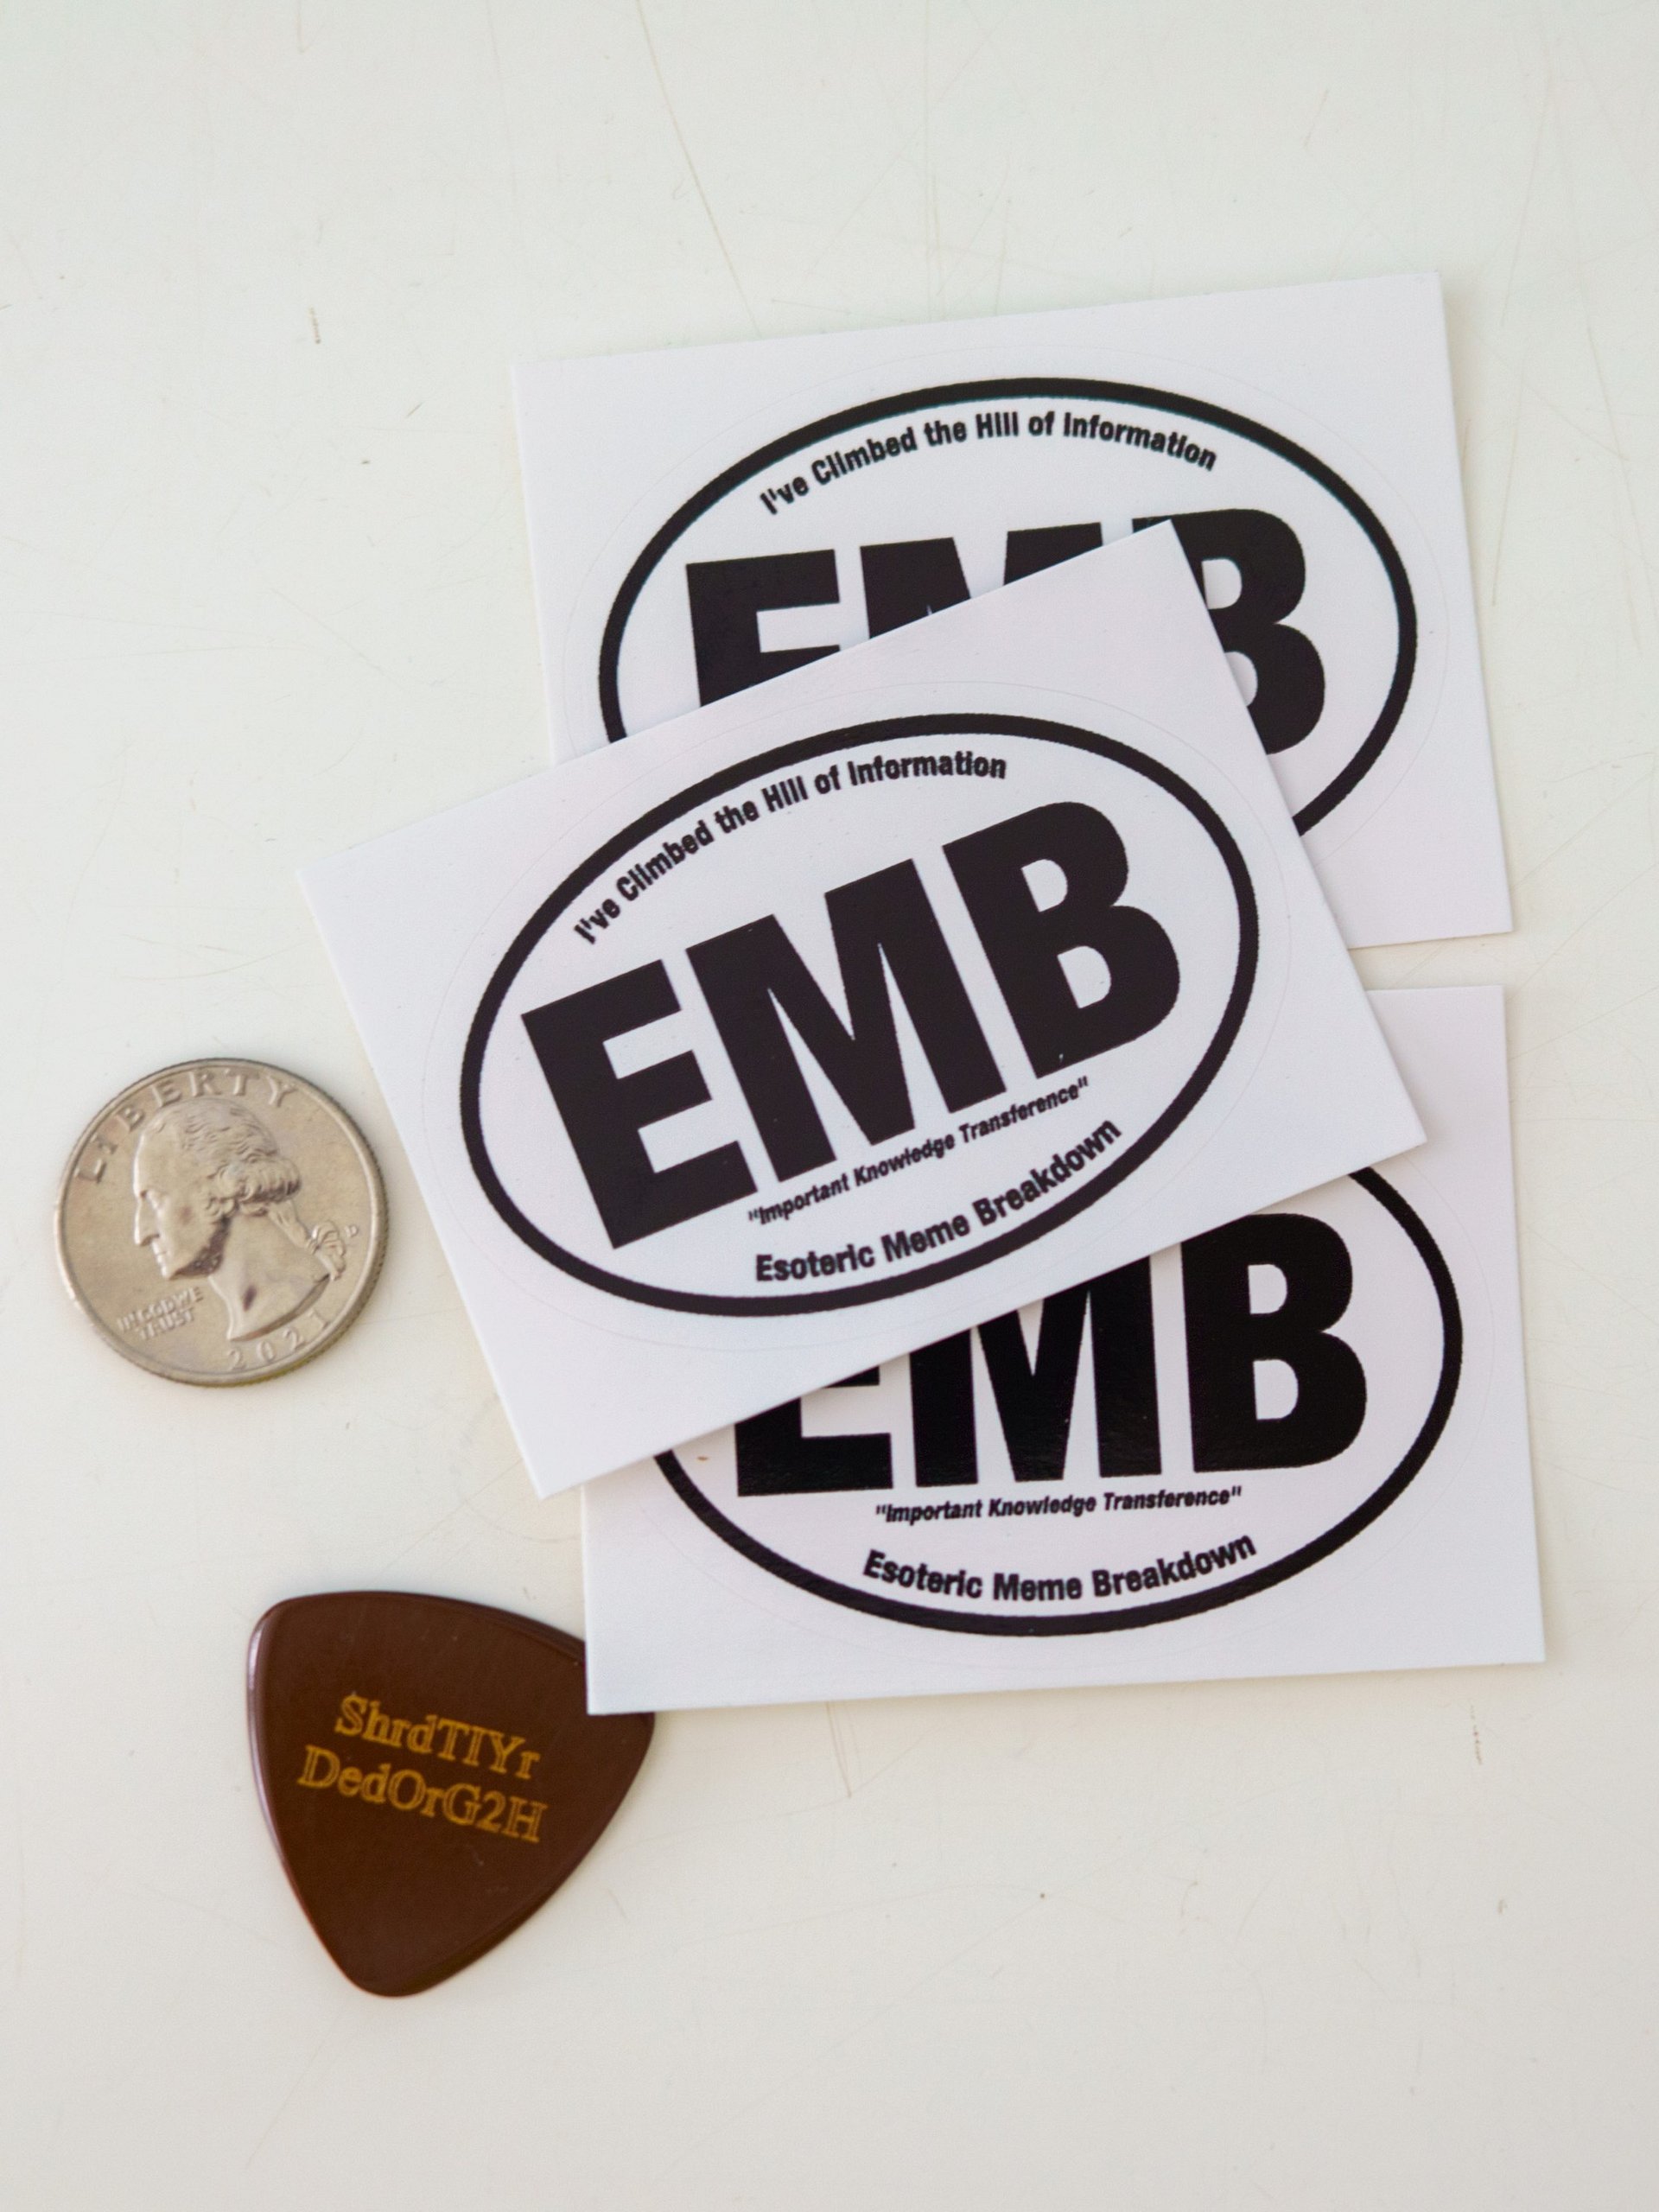 I've Climbed the Hill of Information
EMB
I've Climbed the Hill of Information
EMB
"Important Knowledge Transference"
Esoteric Meme Breakdown
EMB
"Important Knowledge Transference"
Esoteric Meme Breakdown
LIBERTY
IN GOD WE
TRUST
D
2021
ShrdTIYr
DedOrG2H